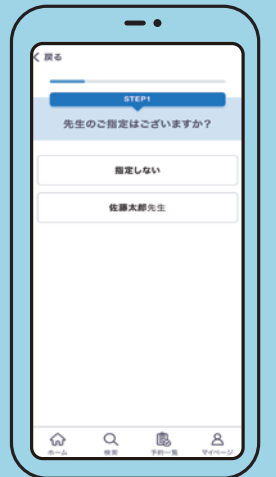 戻る
STEP1
先生のご指定はございますか？
指定しない
佐藤太郎先生
ホーム
検索
予約一覧
マイページ